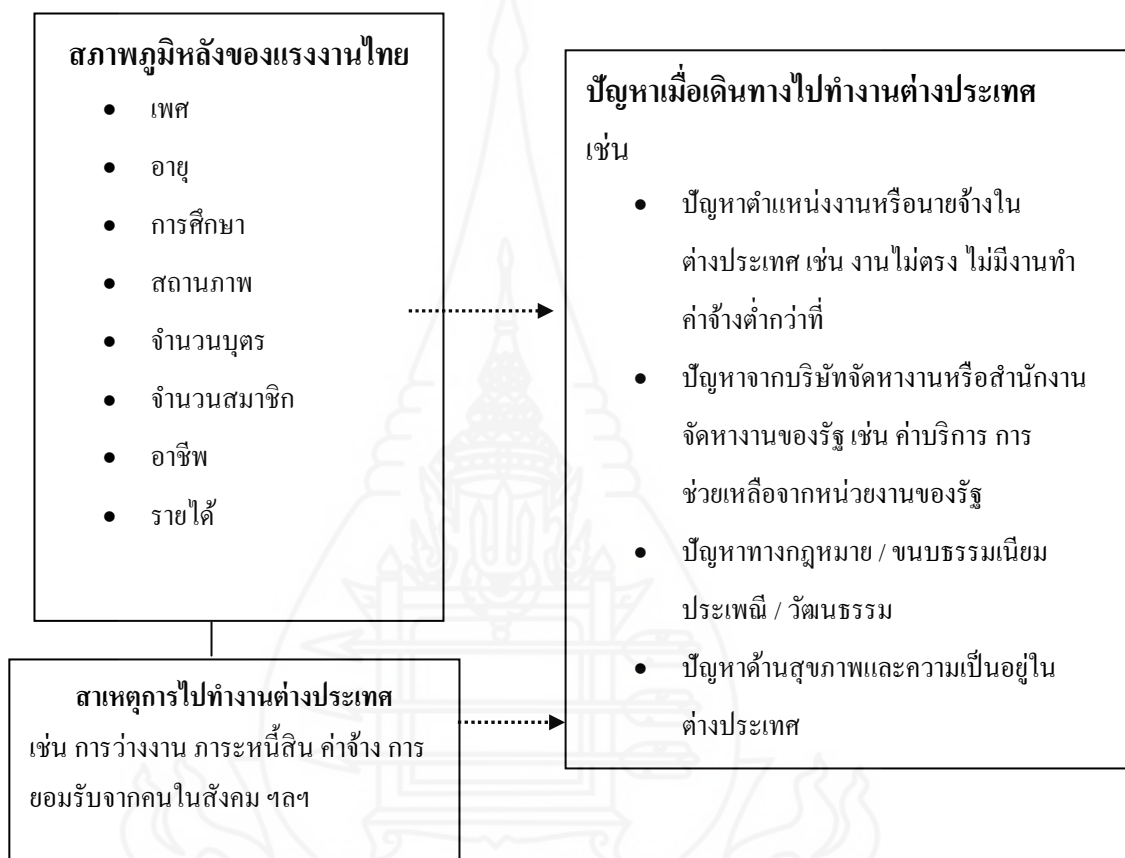 สภาพภูมิหลังของแรงงานไทย
• เพศ
• อายุ
• การศึกษา
• สถานภาพ
• จำนวนบุตร
• จำนวนสมาชิก
• อาชีพ
• รายได้
สาเหตุการไปทำงานต่างประเทศ
เช่น การว่างงาน ภาระหนี้สิน ค่าจ้าง การ
ยอมรับจากคนในสังคม ฯลฯ
ปัญหาเมื่อเดินทางไปทำงานต่างประเทศ
เช่น
• ปัญหาตำแหน่งงานหรือนายจ้างใน
ต่างประเทศ เช่น งานไม่ตรง ไม่มีงานทำ
ค่าจ้างต่ำกว่าที่
• ปัญหาจากบริษัทจัดหางานหรือสำนักงาน
จัดหางานของรัฐ เช่น ค่าบริการ การ
ช่วยเหลือจากหน่วยงานของรัฐ
• ปัญหาทางกฎหมาย / ขนบธรรมเนียม
ประเพณี / วัฒนธรรม
• ปัญหาด้านสุขภาพและความเป็นอยู่ใน
ต่างประเทศ